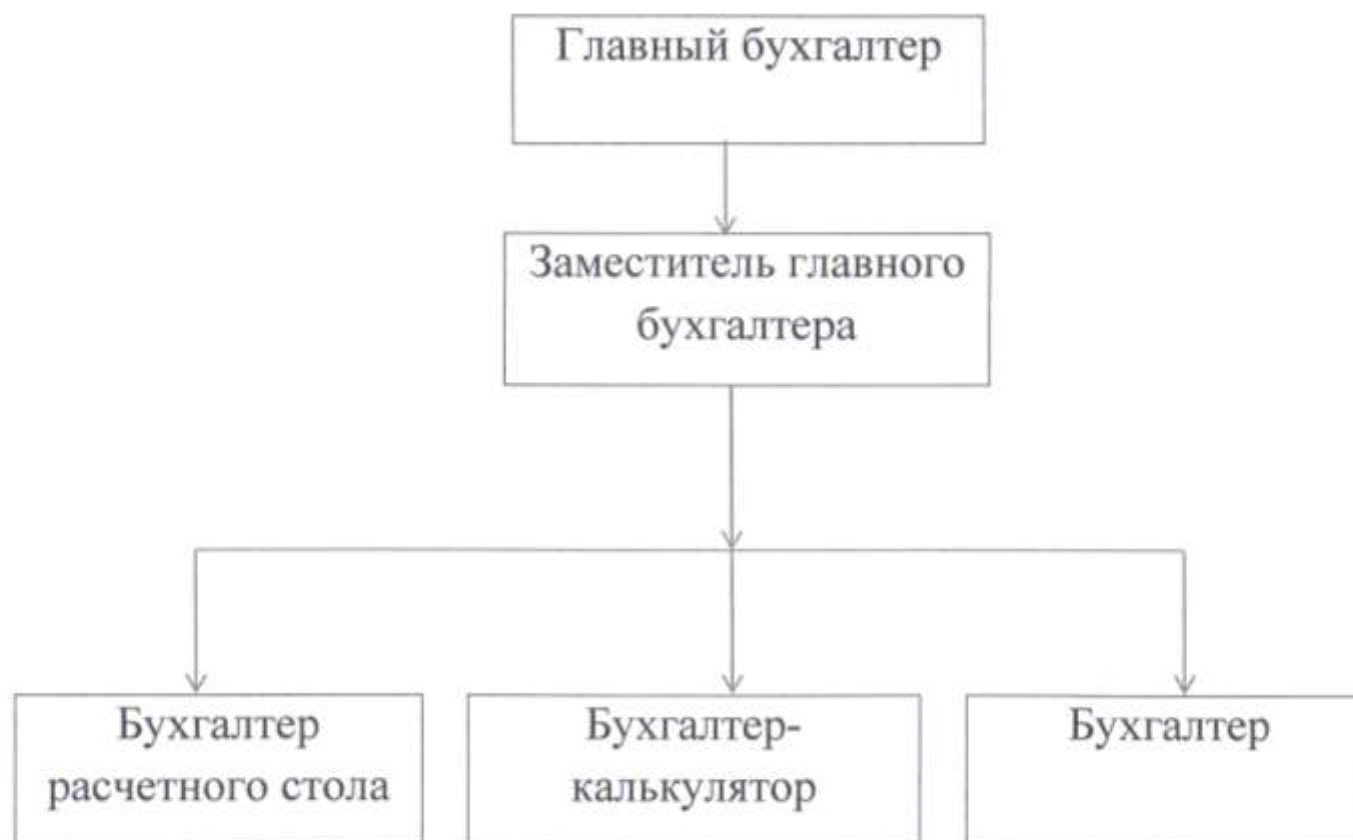 Главный бухгалтер
Заместитель главного
бухгалтера
Бухгалтер
расчетного стола
Бухгалтер-
калькулятор
Бухгалтер